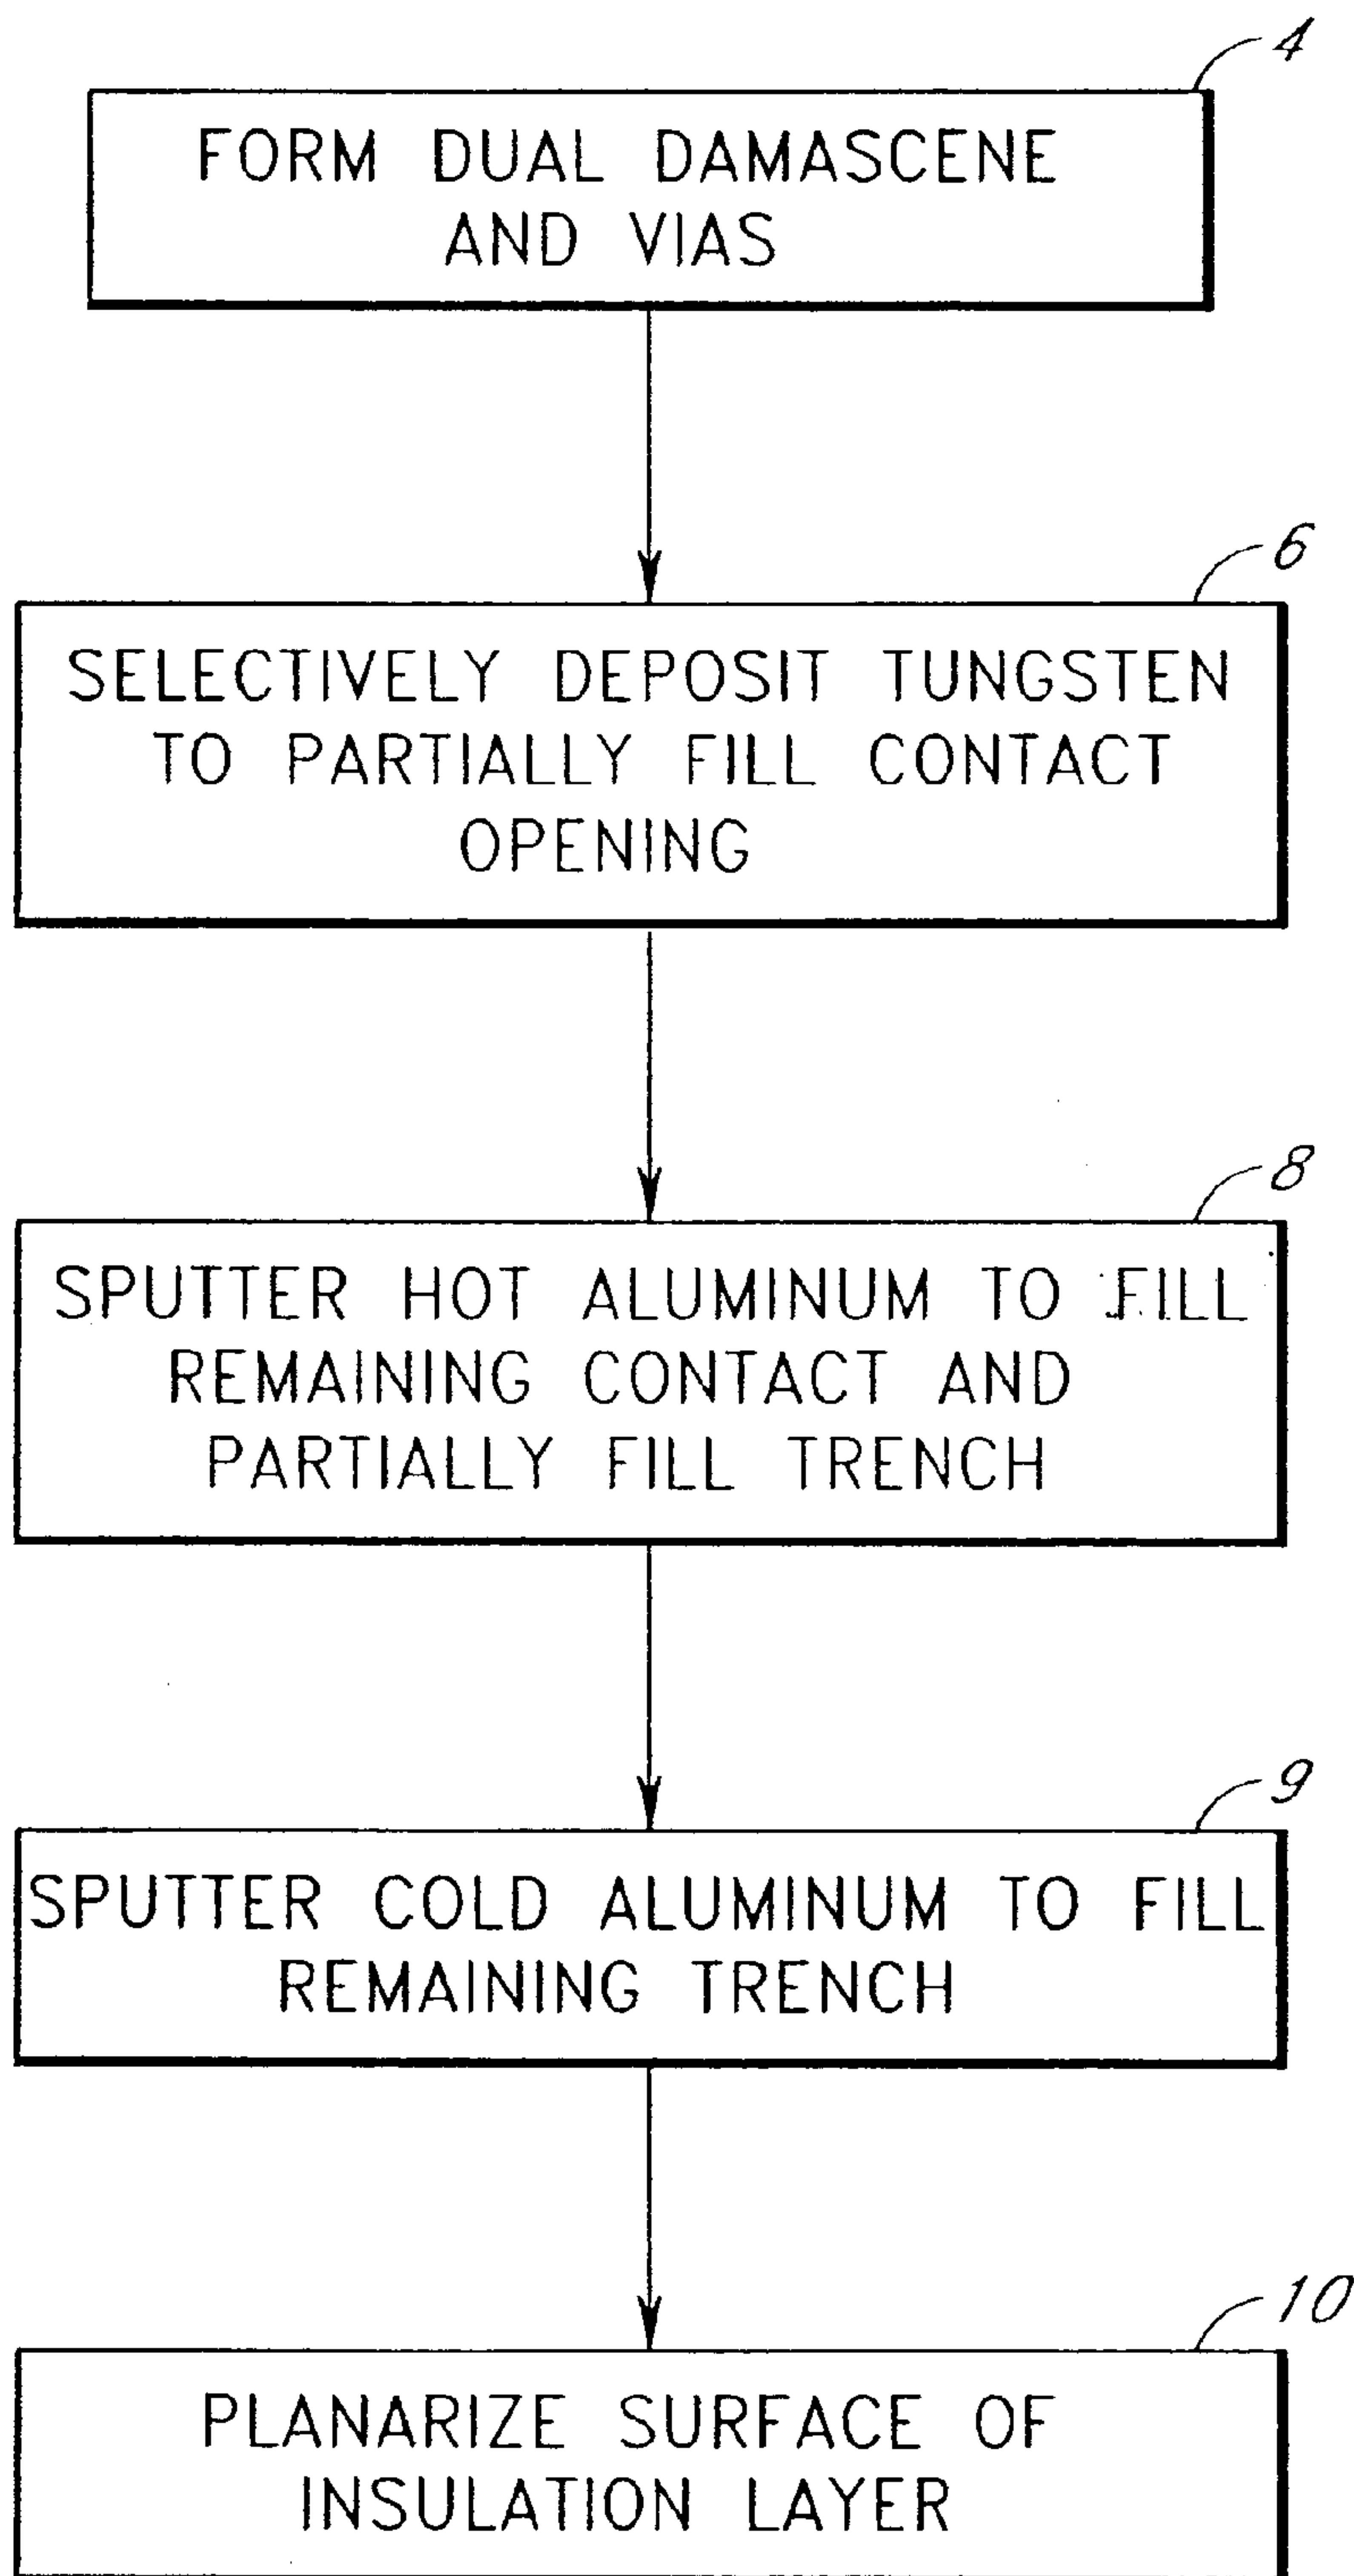 4
FORM DUAL DAMASCENE
AND VIAS
6
SELECTIVELY DEPOSIT TUNGSTEN
TO PARTIALLY FILL CONTACT
OPENING
8
SPUTTER HOT ALUMINUM TO FILL
REMAINING CONTACT AND
PARTIALLY FILL TRENCH
9
SPUTTER COLD ALUMINUM TO FILL
REMAINING TRENCH
10
PLANARIZE SURFACE OF
INSULATION LAYER